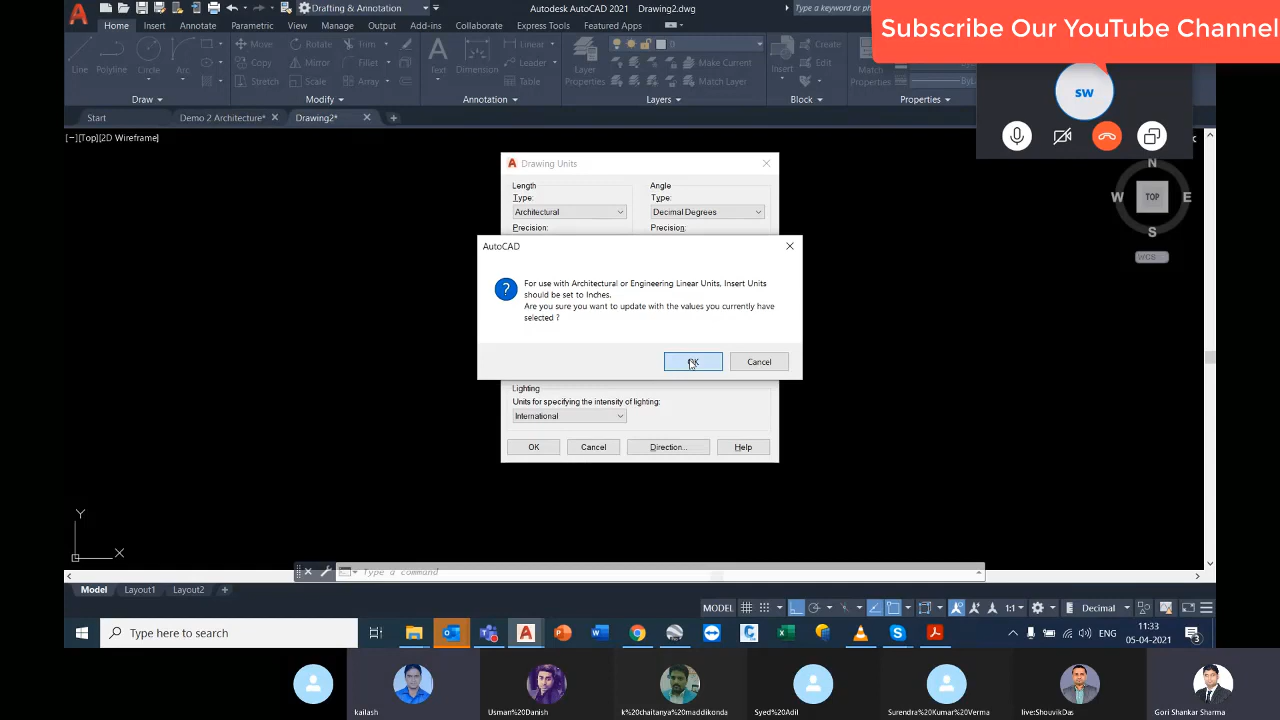 Drafting & Annotation
Autodesk AutoCAD 2021 Drawing2.dwg
Type a keyword or ph
Subscribe Our YouTube Channel
Home Insert Annotate Parametric View Manage Output Add-ins Collaborate Express Tools Featured Apps
Line Polyline Circle Arc
Move Rotate Trim
Copy Mirror Fillet
Stretch Scale Array
Text Dimension
Linear
Leader
Table
Layer Properties
0
Make Current
Match Layer
Insert
Create
Edit
Match Properties
ByL
Draw Modify Annotation Layers Block Properties
sw
Start Demo 2 Architecture* Drawing2*
[−][Top][2D Wireframe]
N
W TOP E
S
WCS
Drawing Units
Length Angle
Type: Type:
Architectural Decimal Degrees
Precision: Precision:
AutoCAD
For use with Architectural or Engineering Linear Units, Insert Units
should be set to Inches.
Are you sure you want to update with the values you currently have
selected ?
OK Cancel
Lighting
Units for specifying the intensity of lighting:
International
OK Cancel Direction... Help
Y
X
Type a command
Model Layout1 Layout2
MODEL 1:1 Decimal
Type here to search
ENG
11:33
05-04-2021
3
kailash Usman%20Danish k%20chaitanya%20maddikonda Syed%20Adil Surendra%20Kumar%20Verma live:ShouvikDas Gori Shankar Sharma